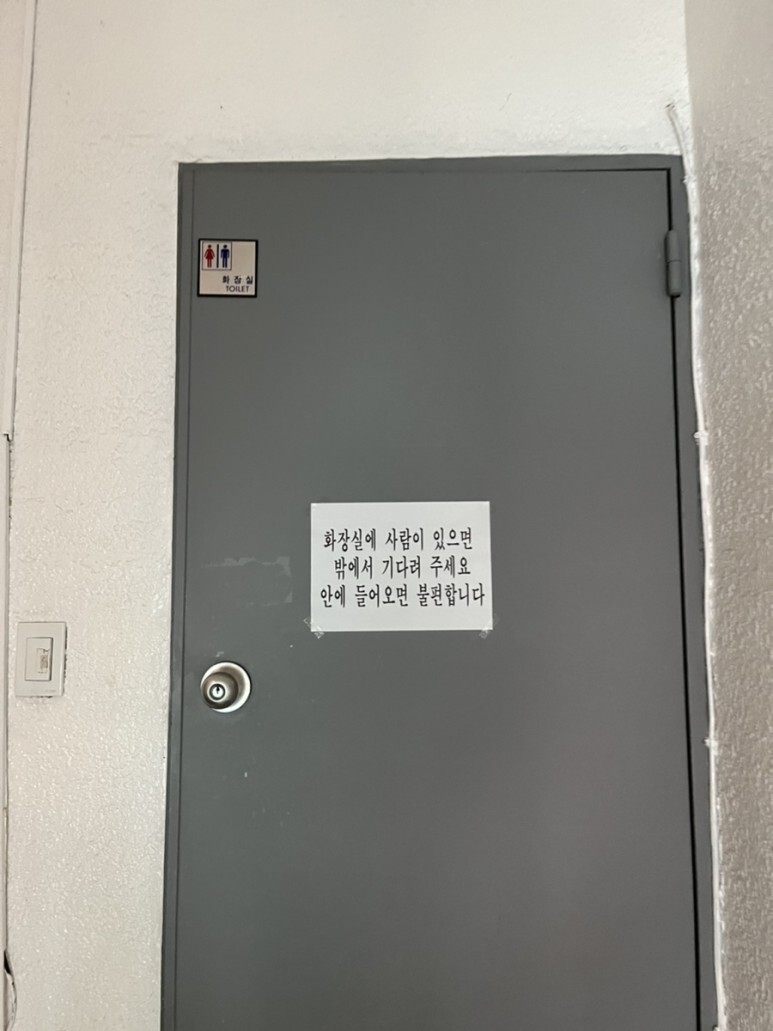 화장실
TOILET
화장실에 사람이 있으면
밖에서 기다려 주세요
안에 들어오면 불편합니다